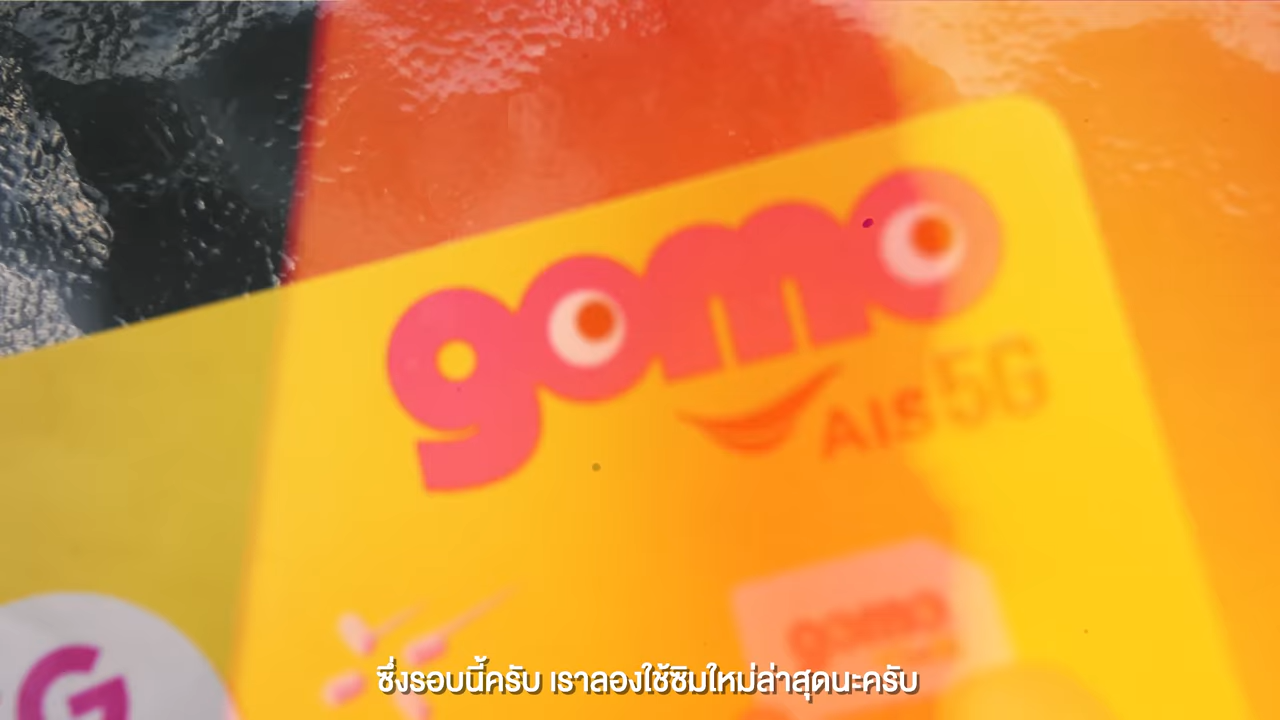 gomo
AIS 5G
gomo
G
ซึ่งรอบนี้ครับ เราลองใช้ซิมใหม่ล่าสุดนะครับ